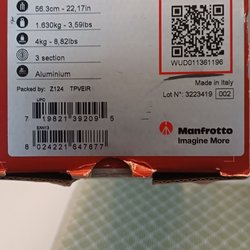 56.3cm - 22,17in
1.630kg - 3,59lbs
4kg - 8,82lbs
3 section
Aluminium
WUD011361196
Made in Italy
Lot N°: 3223419 002
Packed by: Z124 TPVEIR
UPC
7 19821 39209 5
EAN13
8 024221 647877
Manfrotto
Imagine More